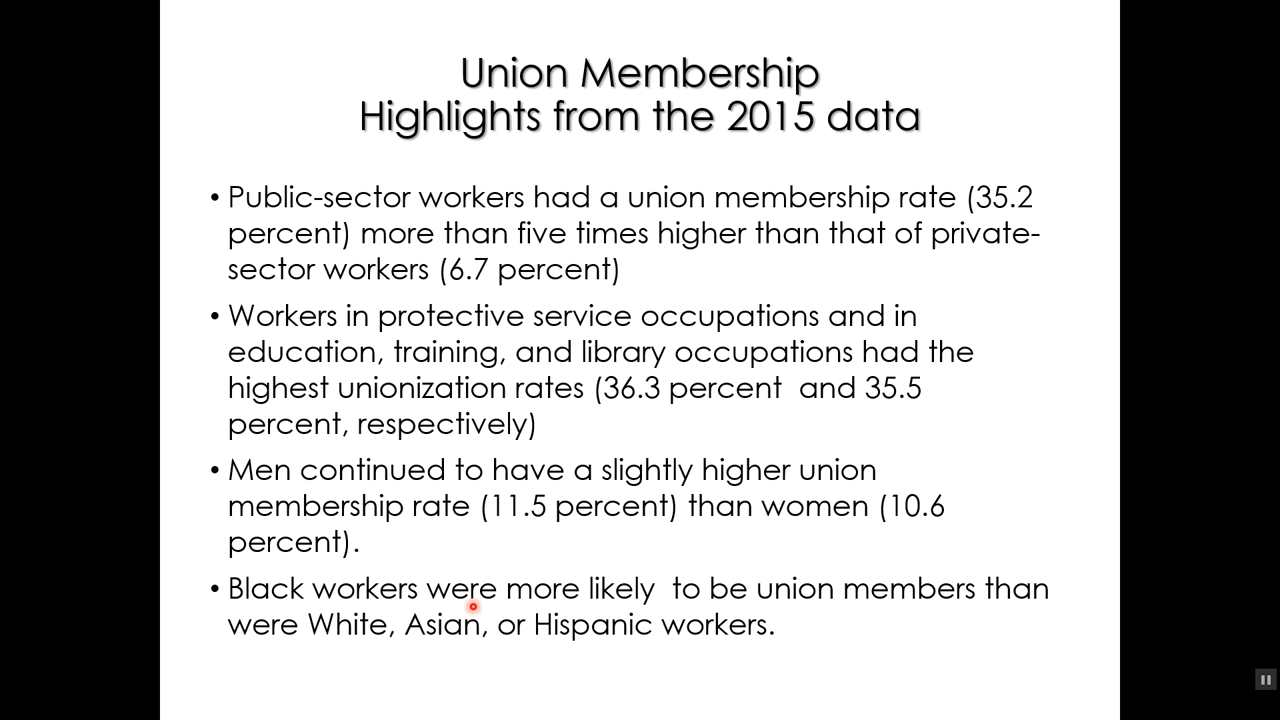 Union Membership
Highlights from the 2015 data
• Public-sector workers had a union membership rate (35.2
percent) more than five times higher than that of private-
sector workers (6.7 percent)
• Workers in protective service occupations and in
education, training, and library occupations had the
highest unionization rates (36.3 percent  and 35.5
percent, respectively)
• Men continued to have a slightly higher union
membership rate (11.5 percent) than women (10.6
percent).
• Black workers were more likely  to be union members than
were White, Asian, or Hispanic workers.